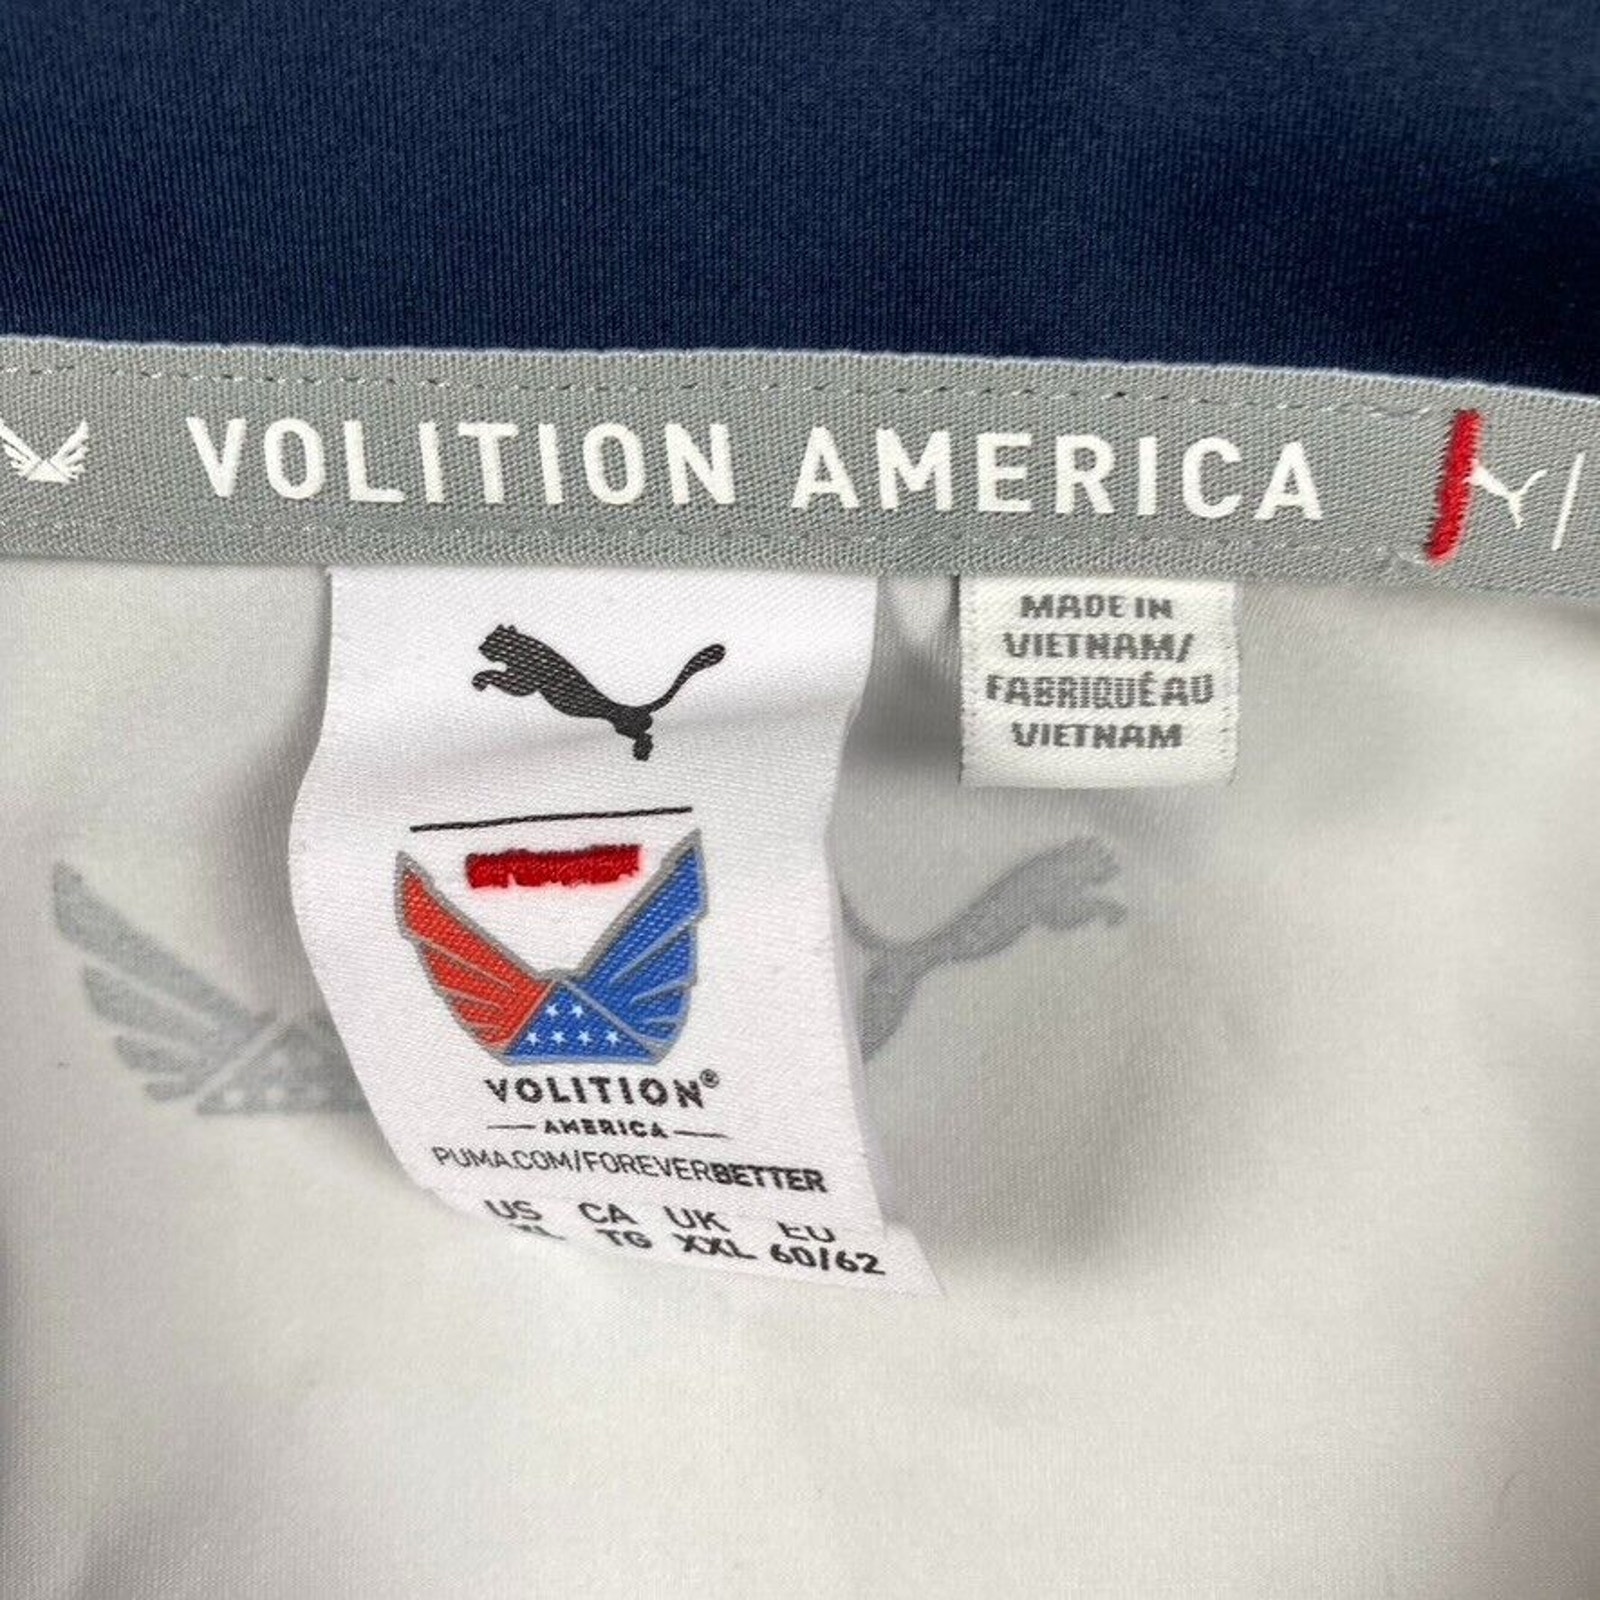 VOLITION AMERICA
MADE IN
VIETNAM/
FABRIQUÉ AU
VIETNAM
VOLITION®
AMERICA
PUMA.COM/FOREVERBETTER
US CA UK EU
TG XXL 60/62